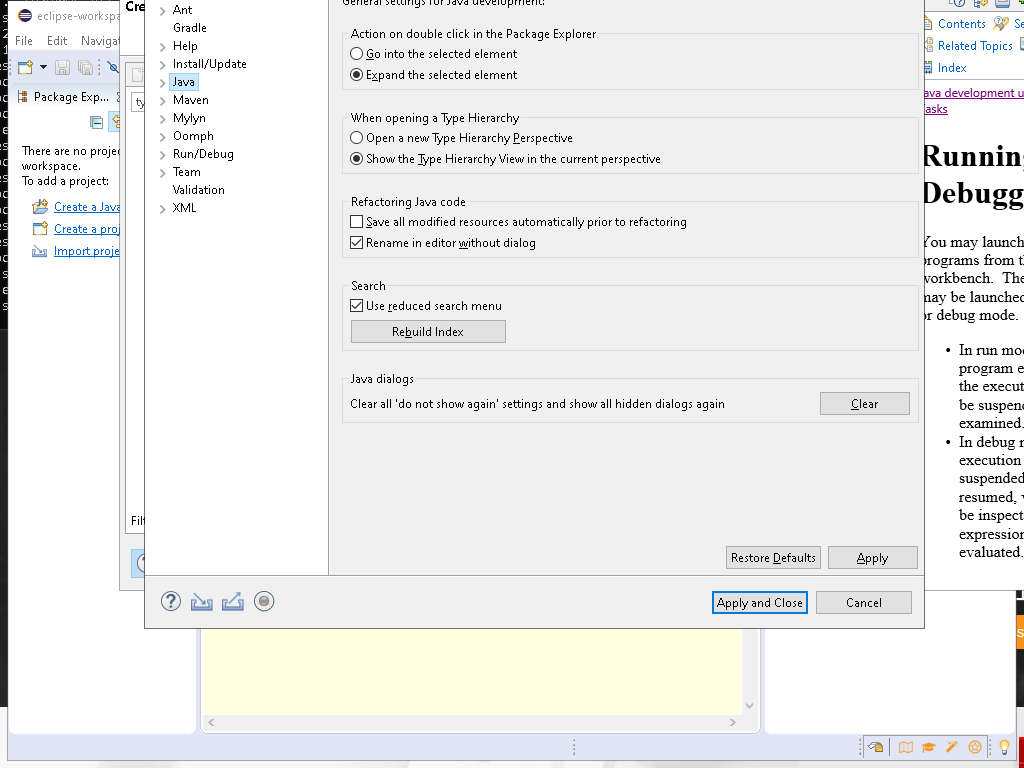 Cre
General settings for Java development:
eclipse-workspa
File Edit Navigat
Package Exp...
There are no proje
workspace.
To add a project:
Create a Java
Create a proj
Import proje
ty
Filt
Ant
Gradle
Help
Install/Update
Java
Maven
Mylyn
Oomph
Run/Debug
Team
Validation
XML
Action on double click in the Package Explorer
Go into the selected element
Expand the selected element
When opening a Type Hierarchy
Open a new Type Hierarchy Perspective
Show the Type Hierarchy View in the current perspective
Refactoring Java code
Save all modified resources automatically prior to refactoring
Rename in editor without dialog
Search
Use reduced search menu
Rebuild Index
Java dialogs
Clear all 'do not show again' settings and show all hidden dialogs again
Clear
Restore Defaults Apply
Apply and Close Cancel
Contents Se
Related Topics
Index
ava development u
asks
Running
Debugg
You may launch
programs from th
workbench. The
may be launched
or debug mode.
• In run mod
program e
the execut
be suspend
examined.
• In debug m
execution
suspended
resumed, v
be inspect
expression
evaluated.